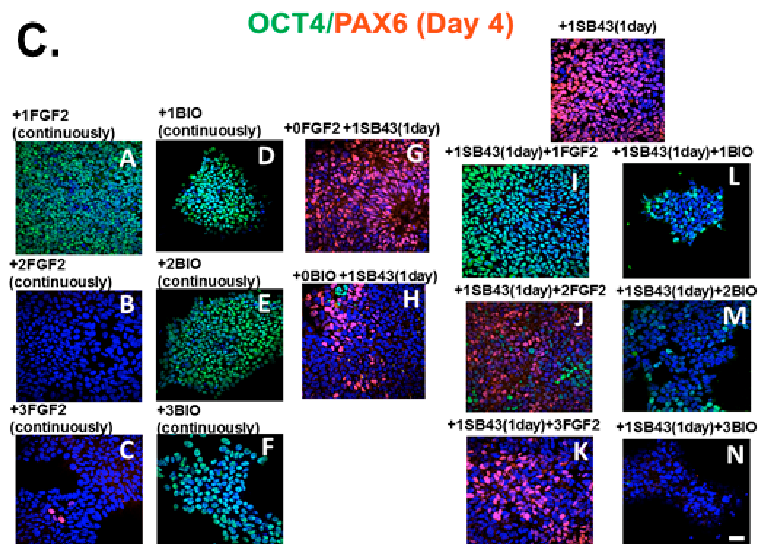 C.
OCT4/PAX6 (Day 4)
+1SB43(1day)
+1FGF2
(continuously)
A
+1BIO
(continuously)
D
+0FGF2 +1SB43(1day)
G
+1SB43(1day)+1FGF2
I
+1SB43(1day)+1BIO
L
+2FGF2
(continuously)
B
+2BIO
(continuously)
E
+0BIO +1SB43(1day)
H
+1SB43(1day)+2FGF2
J
+1SB43(1day)+2BIO
M
+3FGF2
(continuously)
C
+3BIO
(continuously)
F
+1SB43(1day)+3FGF2
K
+1SB43(1day)+3BIO
N